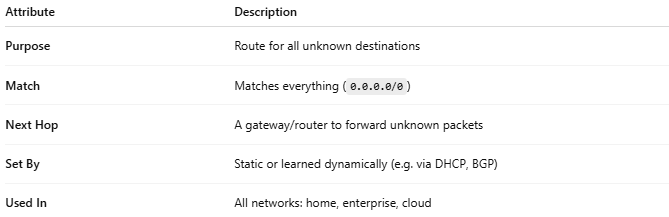 Attribute Description
Purpose Route for all unknown destinations
Match Matches everything (0.0.0.0/0)
Next Hop A gateway/router to forward unknown packets
Set By Static or learned dynamically (e.g. via DHCP, BGP)
Used In All networks: home, enterprise, cloud